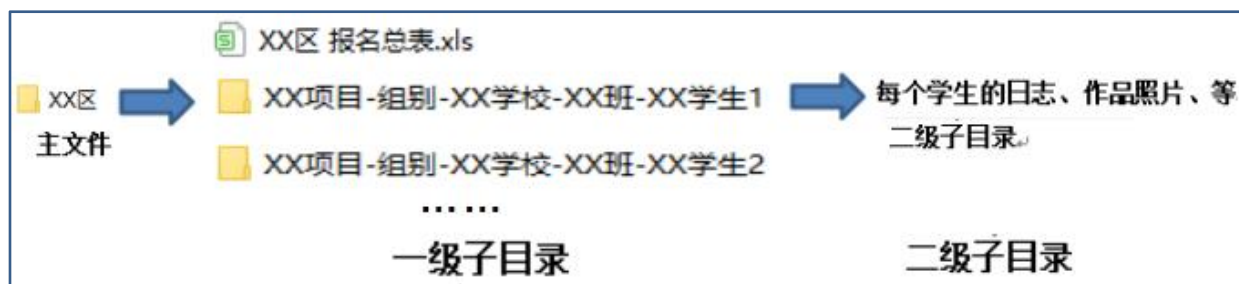 XX区 报名总表.xls
XX区
主文件
XX项目-组别-XX学校-XX班-XX学生1
每个学生的日志、作品照片、等
二级子目录
XX项目-组别-XX学校-XX班-XX学生2
……
一级子目录
二级子目录